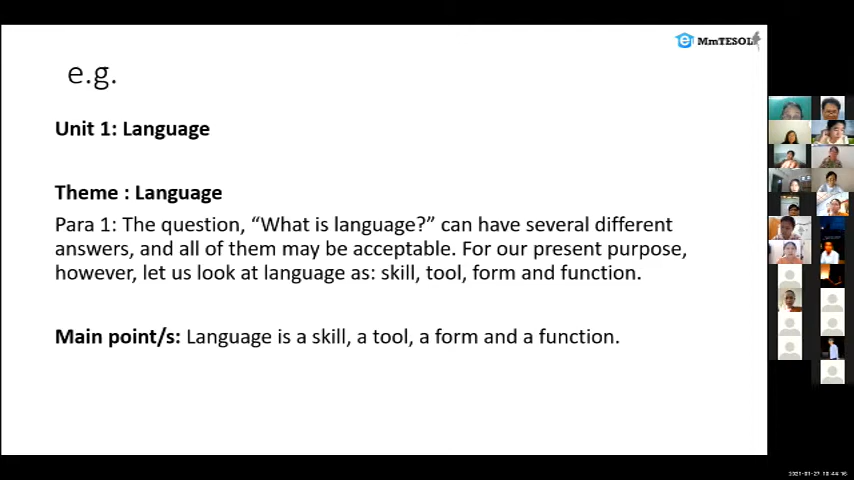 MmTESOL
e.g.
Unit 1: Language
Theme : Language
Para 1: The question, “What is language?” can have several different
answers, and all of them may be acceptable. For our present purpose,
however, let us look at language as: skill, tool, form and function.
Main point/s: Language is a skill, a tool, a form and a function.